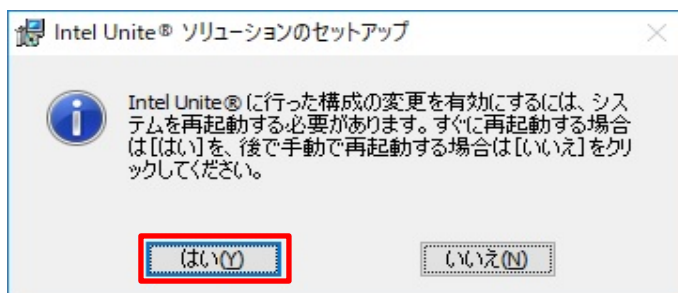 Intel Unite® ソリューションのセットアップ
Intel Unite® に行った構成の変更を有効にするには、シス
テムを再起動する必要があります。すぐに再起動する場合
は[はい]を、後で手動で再起動する場合は[いいえ]をクリ
ックしてください。
はい(Y)
いいえ(N)